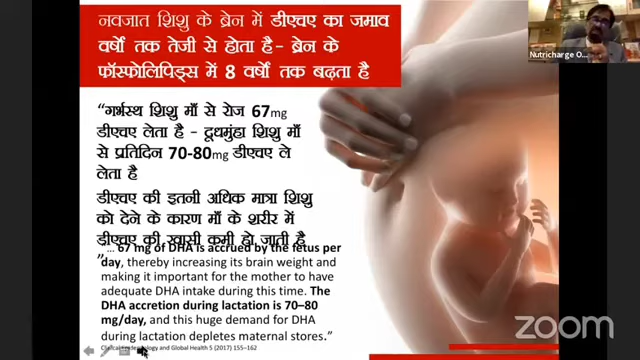 नवजात शिशु के ब्रेन में डीएचए का जमाव
वर्षों तक तेजी से होता है- ब्रेन के
फॉस्फोलिपिड्स में 8 वर्षों तक बढ़ता है
Nutricharge O...
“गर्भस्थ शिशु माँ से रोज 67mg
डीएचए लेता है - दूधमुंहा शिशु माँ
से प्रतिदिन 70-80mg डीएचए ले
लेता है
डीएचए की इतनी अधिक मात्रा शिशु
को देने के कारण माँ के शरीर में
डीएचए की खासी कमी हो जाती है
”
... 67 mg of DHA is accrued by the fetus per
day, thereby increasing its brain weight and
making it important for the mother to have
adequate DHA intake during this time. The
DHA accretion during lactation is 70–80
mg/day, and this huge demand for DHA
during lactation depletes maternal stores.”
Clinical Epidemiology and Global Health 5 (2017) 155–162
zoom